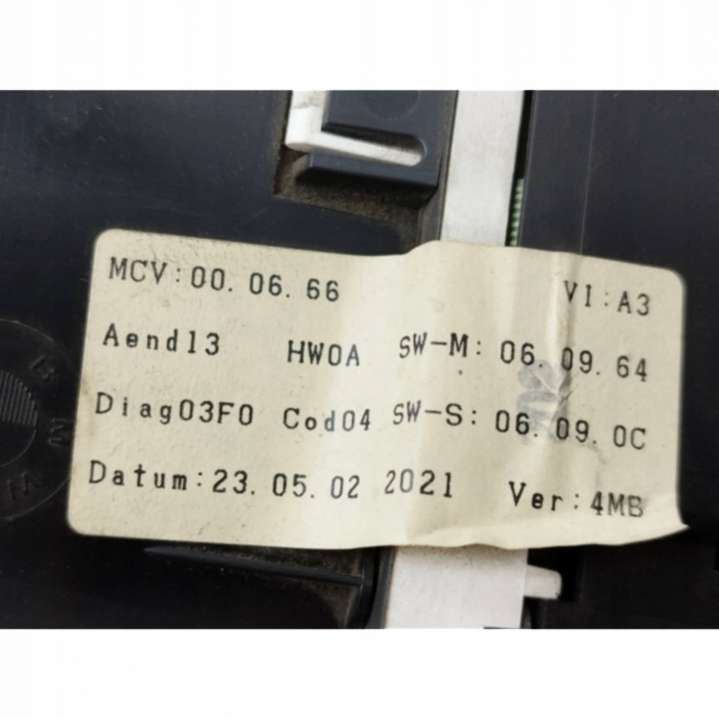 MCV:00. 06. 66 VI:A3
Aend13 HW0A SW-M: 06. 09. 64
Diag03F0 Cod04 SW-S: 06. 09. 0C
Datum:23. 05. 02 2021 Ver:4MB